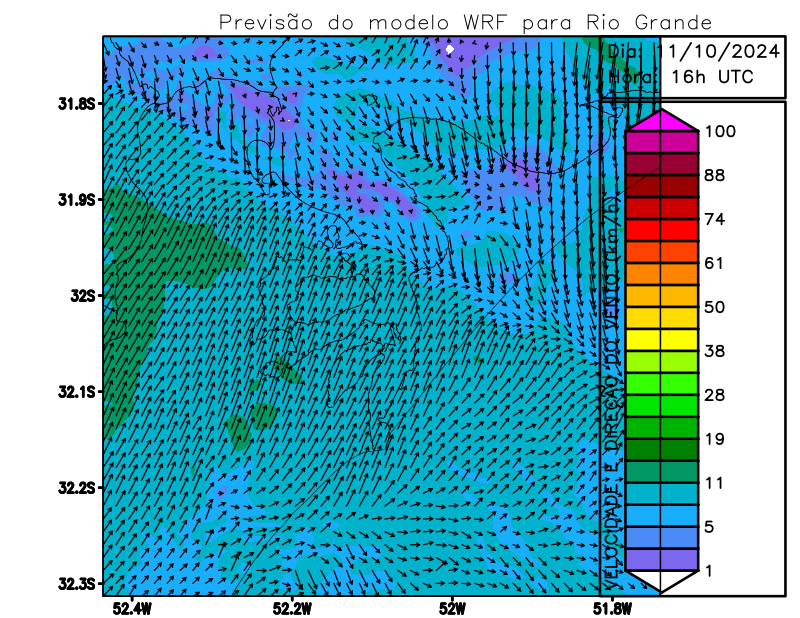 Previsão do modelo WRF para Rio Grande
Dia: 11/10/2024
Hora: 16h UTC
31.8S
31.9S
32S
32.1S
32.2S
32.3S
52.4W
52.2W
52W
51.8W
VELOCIDADE E DIREÇÃO DO VENTO (km/h)
100
88
74
61
50
38
28
19
11
5
1